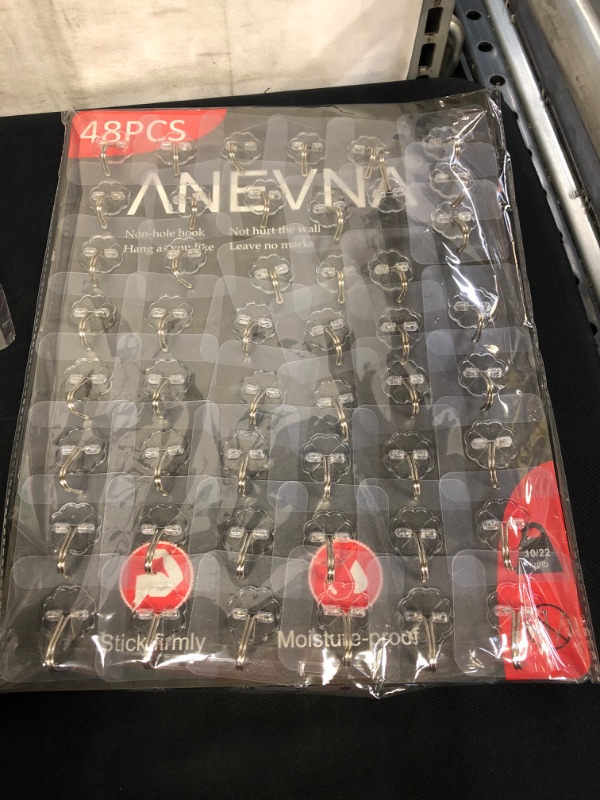 48PCS
ANEVNA
Non-hole hook Not hurt the wall
Hang as you like Leave no marks
10/22
Stick firmly Moisture-proof